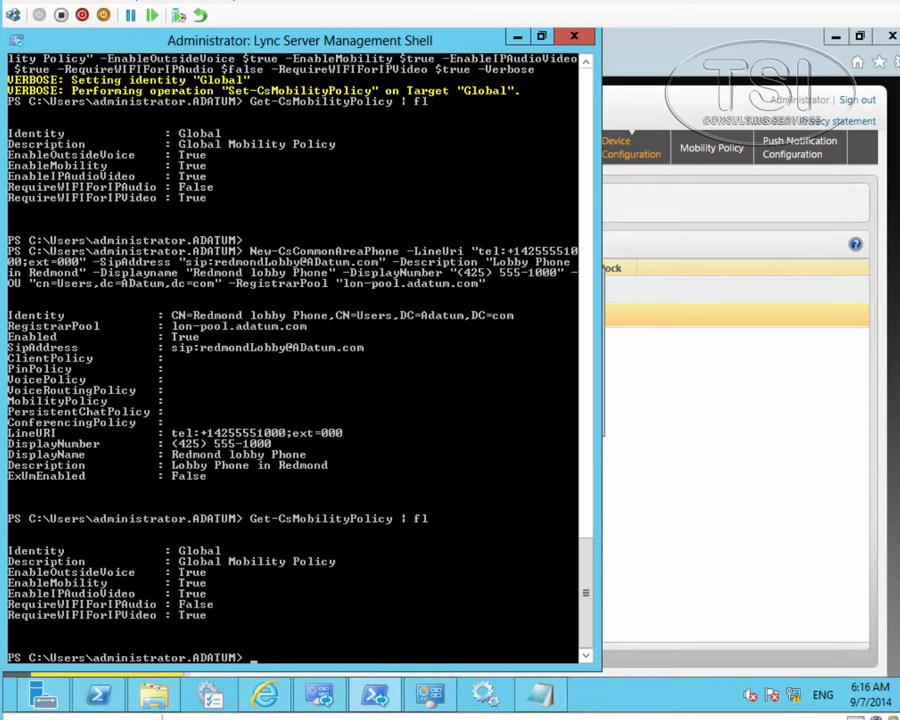 Administrator: Lync Server Management Shell
lity Policy" -EnableOutsideVoice $true -EnableMobility $true -EnableIPAudioVideo
$true -RequireWIFIForIPAudio $false -RequireWIFIForIPVideo $true -Verbose
VERBOSE: Setting identity "Global"
VERBOSE: Performing operation "Set-CsMobilityPolicy" on Target "Global".
PS C:\Users\administrator.ADATUM> Get-CsMobilityPolicy | fl
Identity : Global
Description : Global Mobility Policy
EnableOutsideVoice : True
EnableMobility : True
EnableIPAudioVideo : True
RequireWIFIForIPAudio : False
RequireWIFIForIPVideo : True
PS C:\Users\administrator.ADATUM>
PS C:\Users\administrator.ADATUM> New-CsCommonAreaPhone -LineUri "tel:+142555510
00;ext=000" -SipAddress "sip:redmondLobby@ADatum.com" -Description "Lobby Phone
in Redmond" -Displayname "Redmond lobby Phone" -DisplayNumber "(425) 555-1000" -
OU "cn=Users,dc=ADatum,dc=com" -RegistrarPool "lon-pool.adatum.com"
Identity : CN=Redmond lobby Phone,CN=Users,DC=Adatum,DC=com
RegistrarPool : lon-pool.adatum.com
Enabled : True
SipAddress : sip:redmondLobby@ADatum.com
ClientPolicy :
PinPolicy :
VoicePolicy :
VoiceRoutingPolicy :
MobilityPolicy :
PersistentChatPolicy :
ConferencingPolicy :
LineURI : tel:+14255551000;ext=000
DisplayNumber : (425) 555-1000
DisplayName : Redmond lobby Phone
Description : Lobby Phone in Redmond
ExUmEnabled : False
PS C:\Users\administrator.ADATUM> Get-CsMobilityPolicy | fl
Identity : Global
Description : Global Mobility Policy
EnableOutsideVoice : True
EnableMobility : True
EnableIPAudioVideo : True
RequireWIFIForIPAudio : False
RequireWIFIForIPVideo : True
PS C:\Users\administrator.ADATUM> _
TSI
CONSULTING SERVICES
Administrator | Sign out
Privacy statement
Device Configuration
Mobility Policy
Push Notification Configuration
ock
ENG
6:16 AM
9/7/2014